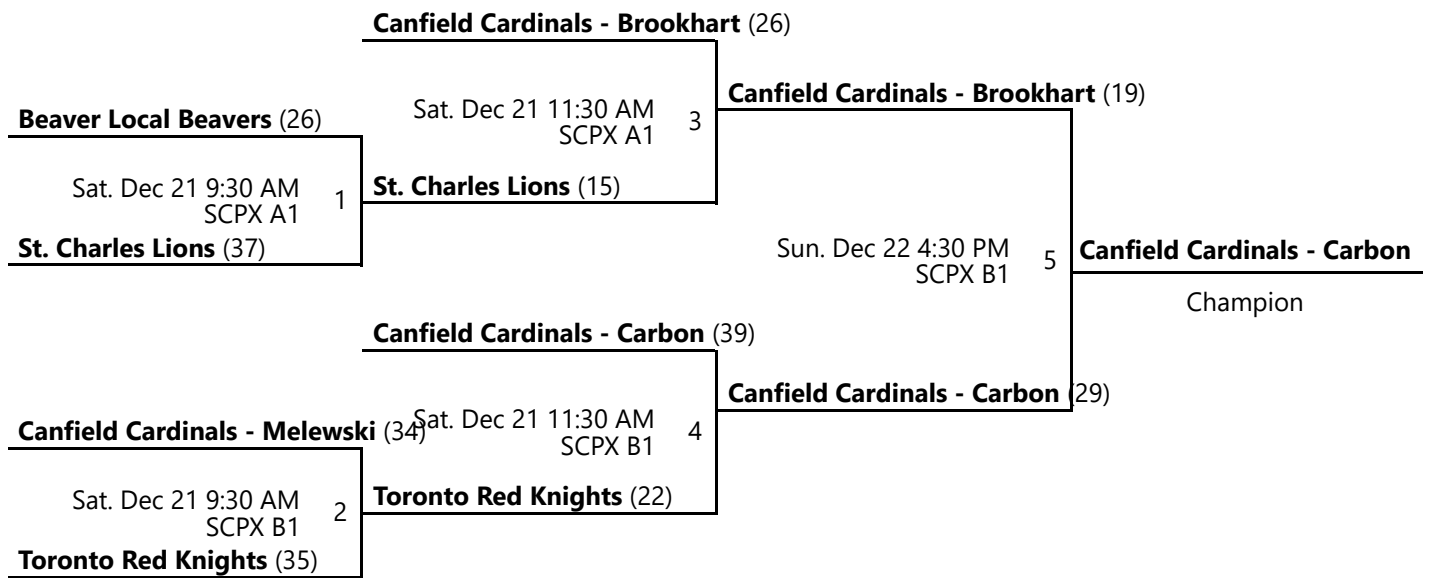 Canfield Cardinals - Brookhart (26)
Sat. Dec 21 11:30 AM
SCPX A1
3
Canfield Cardinals - Brookhart (19)
Beaver Local Beavers (26)
Sat. Dec 21 9:30 AM
SCPX A1
1
St. Charles Lions (15)
St. Charles Lions (37)
Sun. Dec 22 4:30 PM
SCPX B1
5
Canfield Cardinals - Carbon
Champion
Canfield Cardinals - Carbon (39)
Sat. Dec 21 11:30 AM
SCPX B1
4
Canfield Cardinals - Carbon (29)
Canfield Cardinals - Melewski (34)
Sat. Dec 21 9:30 AM
SCPX B1
2
Toronto Red Knights (22)
Toronto Red Knights (35)